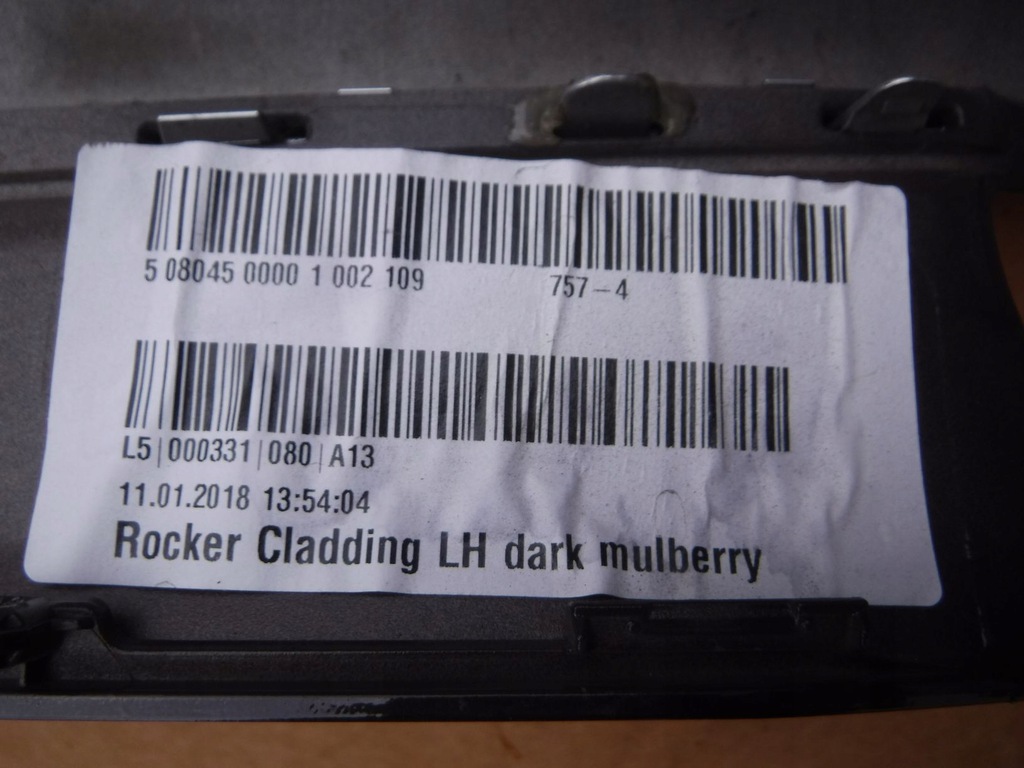 5 08045 0000 1 002 109 757-4
L5|000331|080|A13
11.01.2018 13:54:04
Rocker Cladding LH dark mulberry